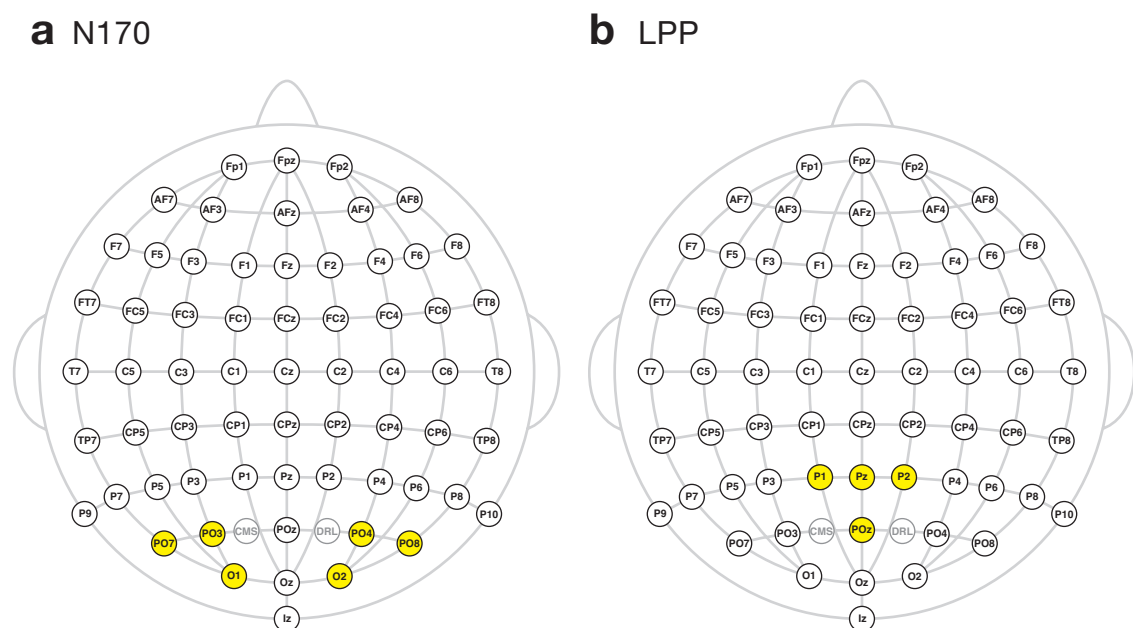 a N170
b LPP
Fp1 Fpz Fp2
AF7 AF3 AFz AF4 AF8
F7 F5 F3 F1 Fz F2 F4 F6 F8
FT7 FC5 FC3 FC1 FCz FC2 FC4 FC6 FT8
T7 C5 C3 C1 Cz C2 C4 C6 T8
TP7 CP5 CP3 CP1 CPz CP2 CP4 CP6 TP8
P9 P7 P5 P3 P1 Pz P2 P4 P6 P8 P10
PO7 PO3 CMS POz DRL PO4 PO8
O1 Oz O2
Iz
Fp1 Fpz Fp2
AF7 AF3 AFz AF4 AF8
F7 F5 F3 F1 Fz F2 F4 F6 F8
FT7 FC5 FC3 FC1 FCz FC2 FC4 FC6 FT8
T7 C5 C3 C1 Cz C2 C4 C6 T8
TP7 CP5 CP3 CP1 CPz CP2 CP4 CP6 TP8
P9 P7 P5 P3 P1 Pz P2 P4 P6 P8 P10
PO7 PO3 CMS POz DRL PO4 PO8
O1 Oz O2
Iz